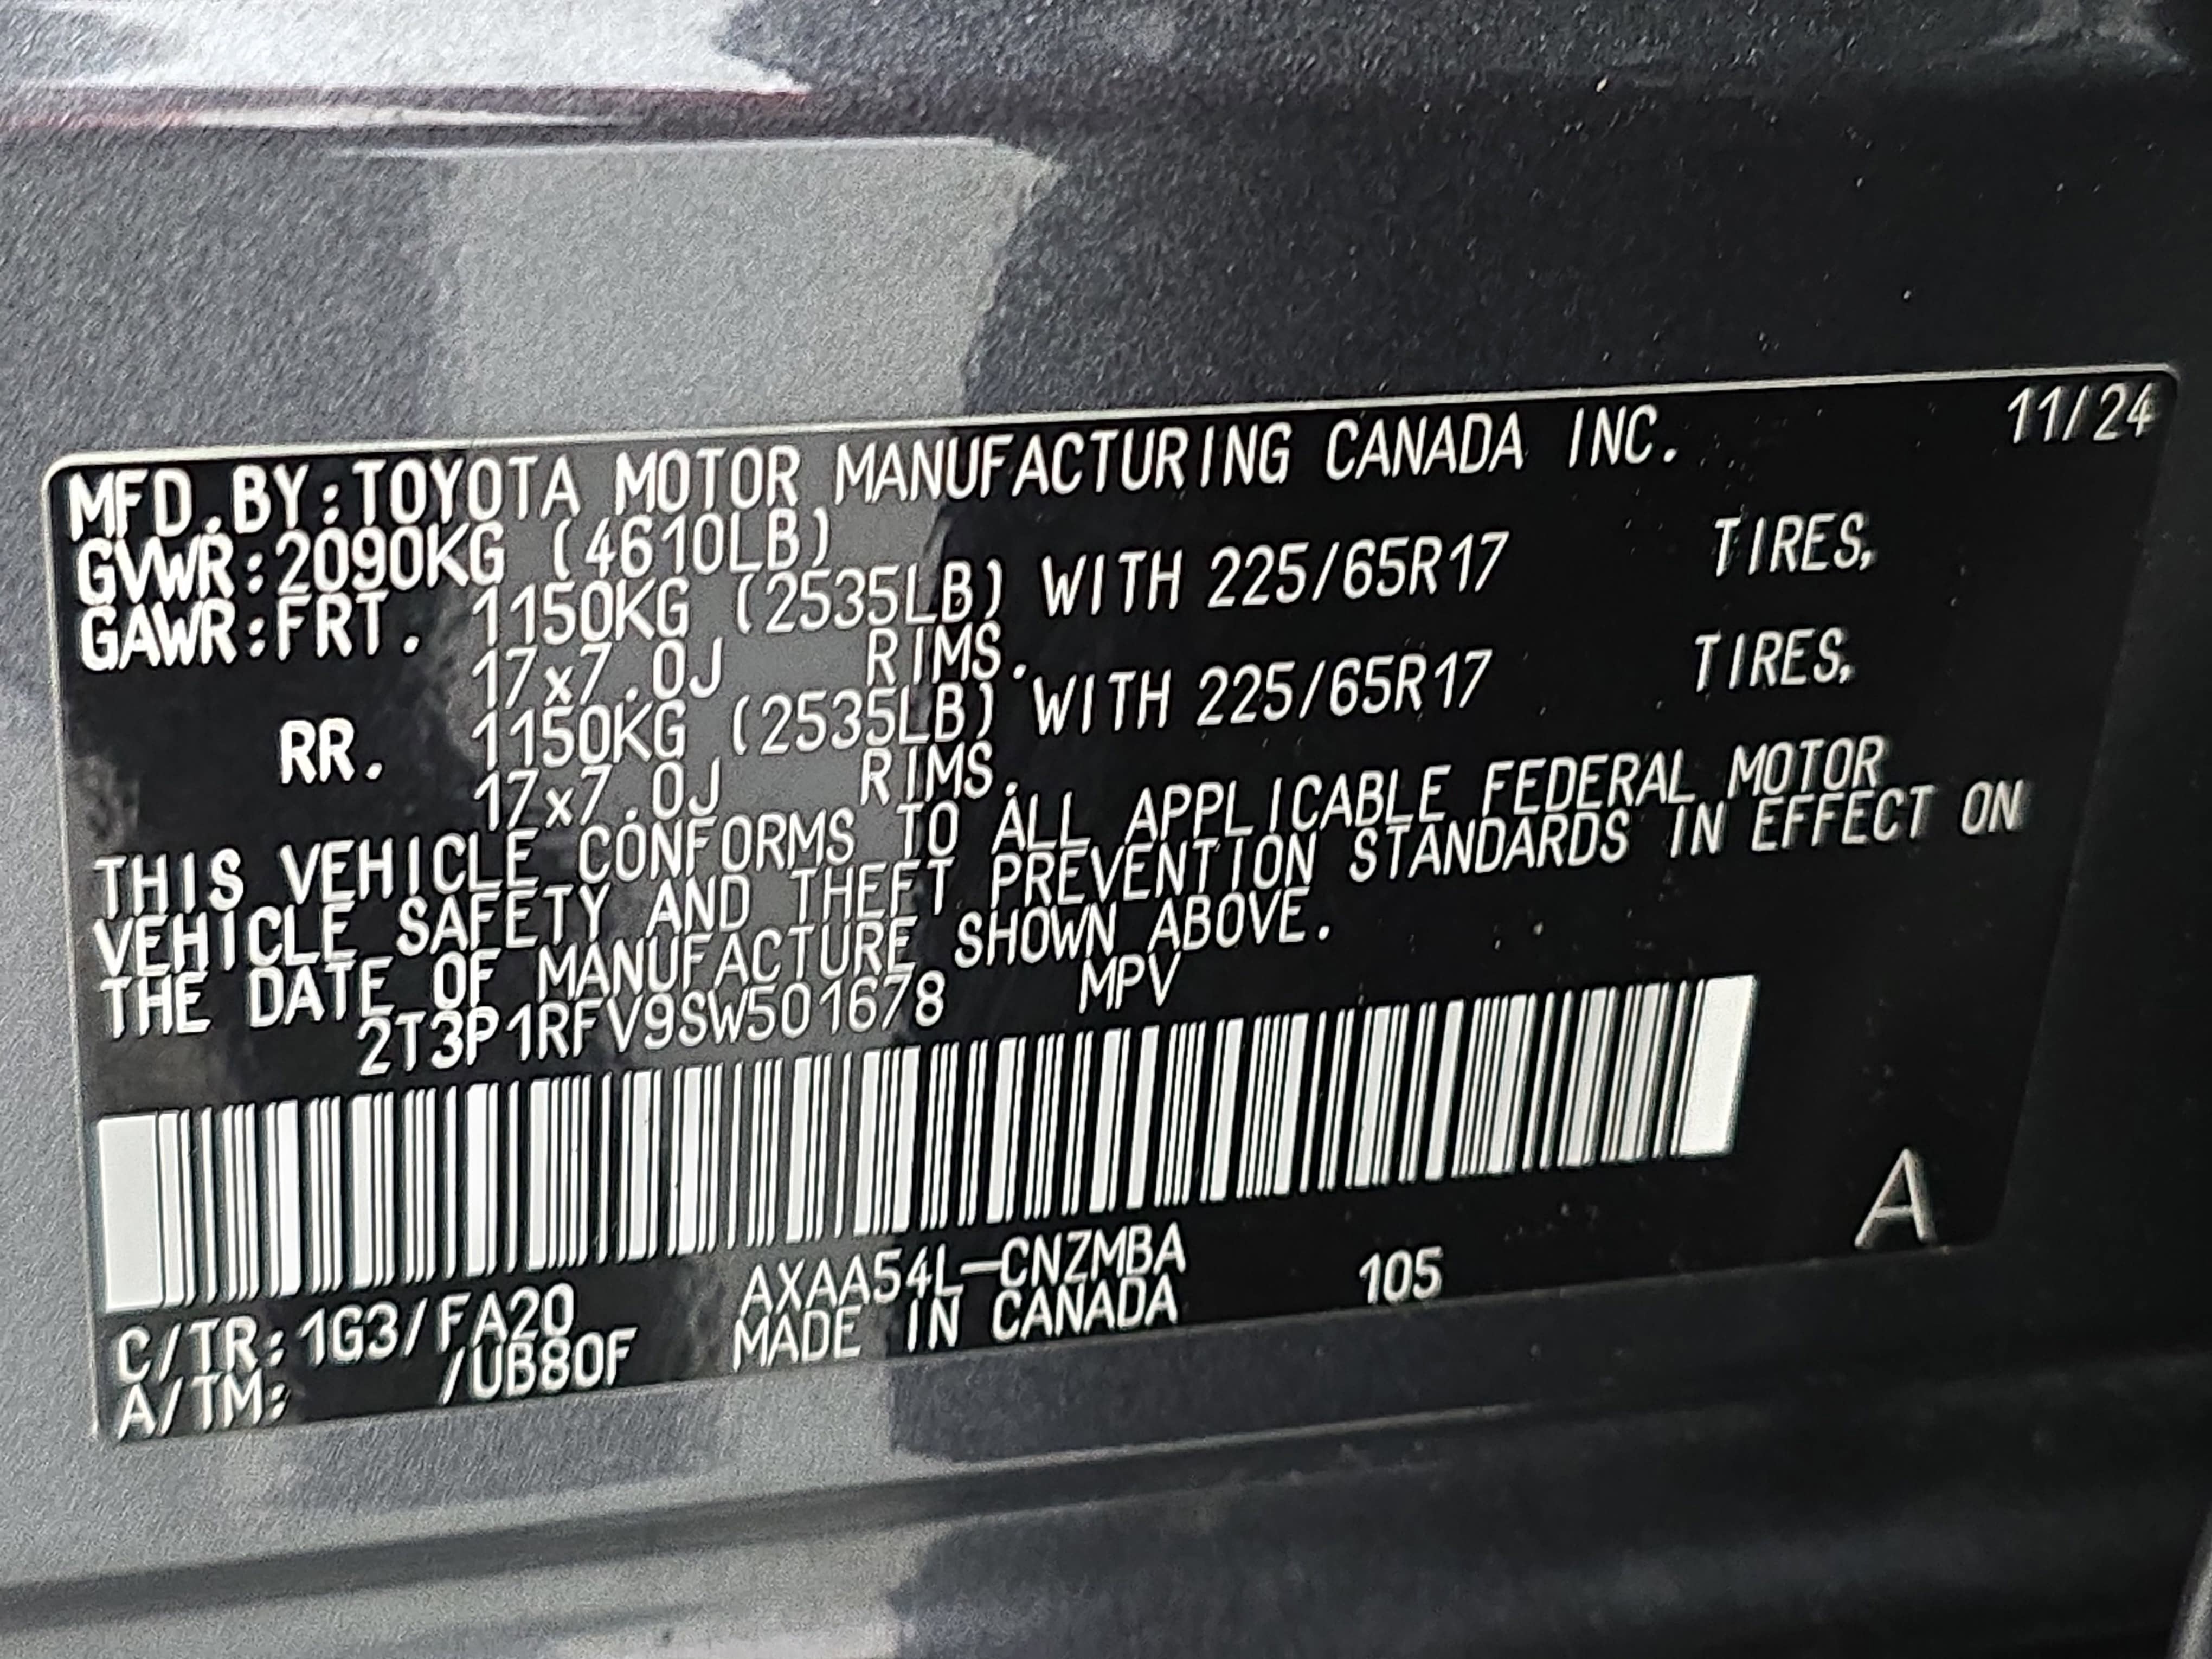 11/24
MFD.BY:TOYOTA MOTOR MANUFACTURING CANADA INC.
GVWR:2090KG (4610LB)
GAWR:FRT. 1150KG (2535LB) WITH 225/65R17 TIRES,
17x7.0J RIMS.
RR. 1150KG (2535LB) WITH 225/65R17 TIRES,
17x7.0J RIMS.
THIS VEHICLE CONFORMS TO ALL APPLICABLE FEDERAL MOTOR
VEHICLE SAFETY AND THEFT PREVENTION STANDARDS IN EFFECT ON
THE DATE OF MANUFACTURE SHOWN ABOVE.
2T3P1RFV9SW501678 MPV
C/TR:1G3/FA20 AXAA54L-CNZMBA 105 A
A/TM: /UB80F MADE IN CANADA